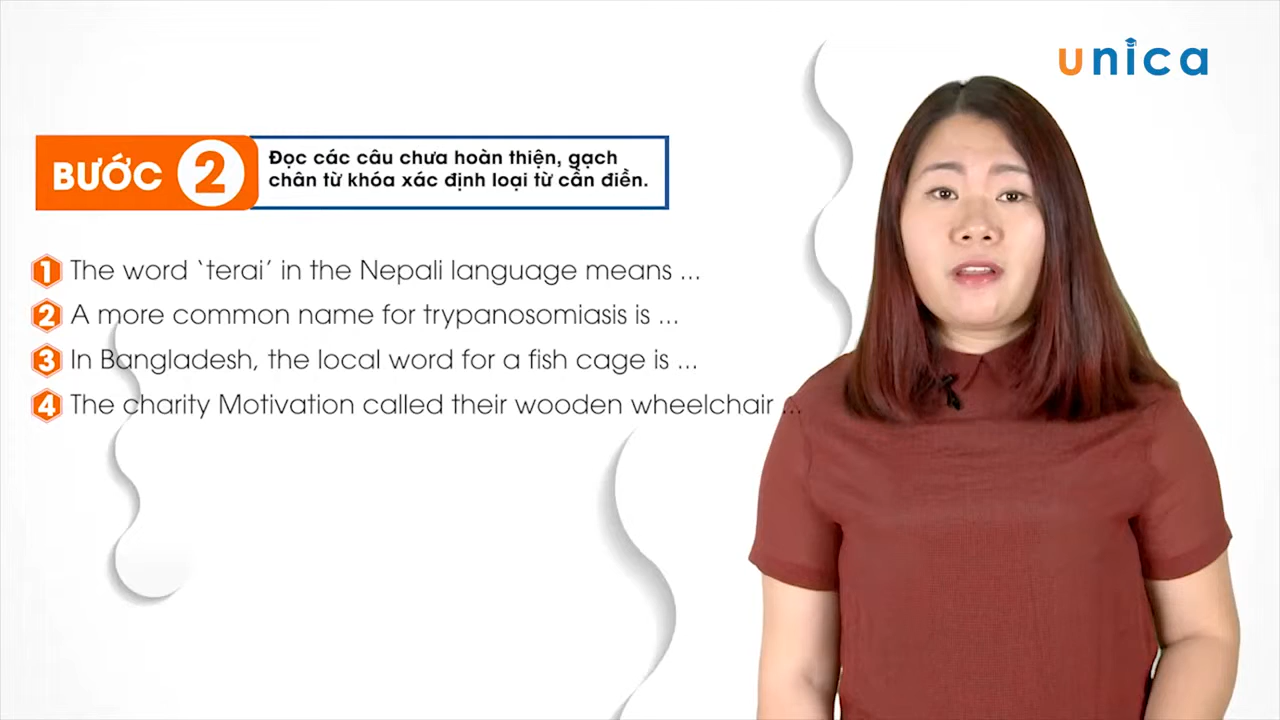 unica
BƯỚC 2
Đọc các câu chưa hoàn thiện, gạch
chân từ khóa xác định loại từ cần điền.
1 The word ‘terai’ in the Nepali language means ...
2 A more common name for trypanosomiasis is ...
3 In Bangladesh, the local word for a fish cage is ...
4 The charity Motivation called their wooden wheelchair ...